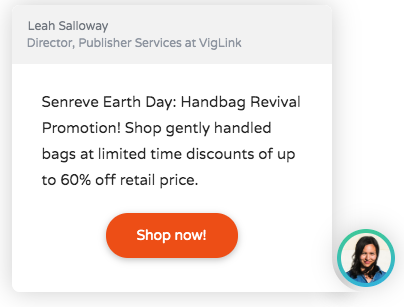 Leah Salloway
Director, Publisher Services at VigLink
Senreve Earth Day: Handbag Revival
Promotion! Shop gently handled
bags at limited time discounts of up
to 60% off retail price.
Shop now!